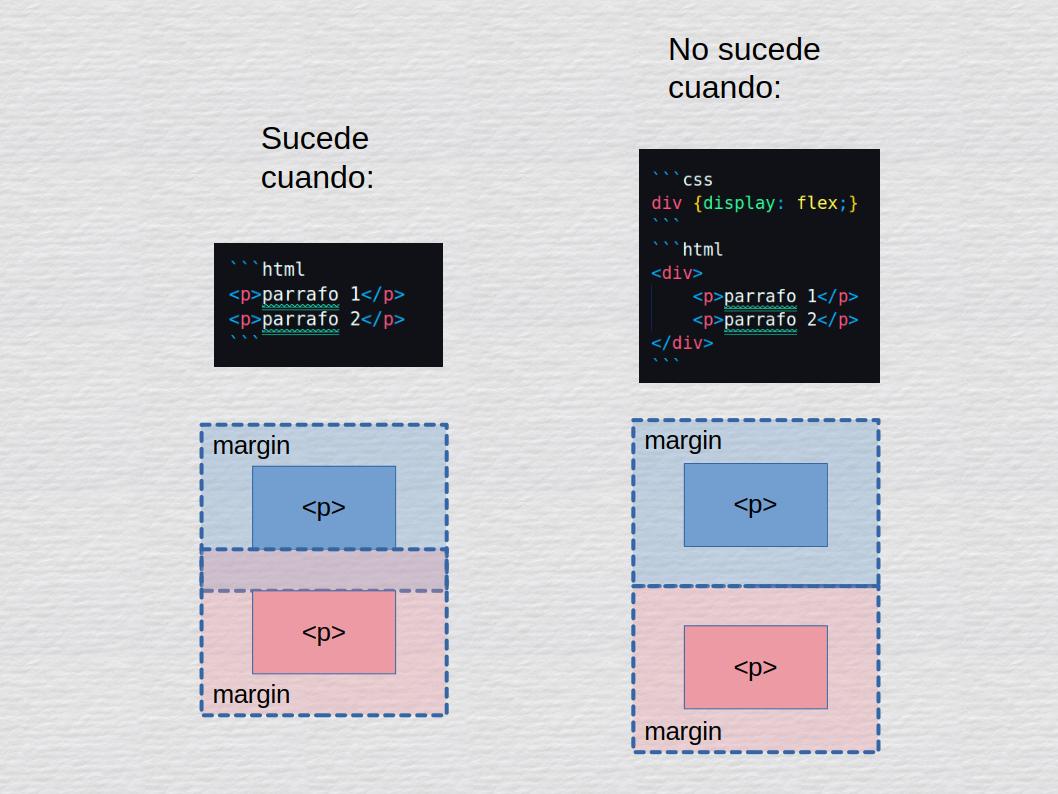 Sucede
cuando:
```html
<p>parrafo 1</p>
<p>parrafo 2</p>
```
margin
<p>
<p>
margin
No sucede
cuando:
```css
div {display: flex;}
```
```html
<div>
    <p>parrafo 1</p>
    <p>parrafo 2</p>
</div>
```
margin
<p>
<p>
margin